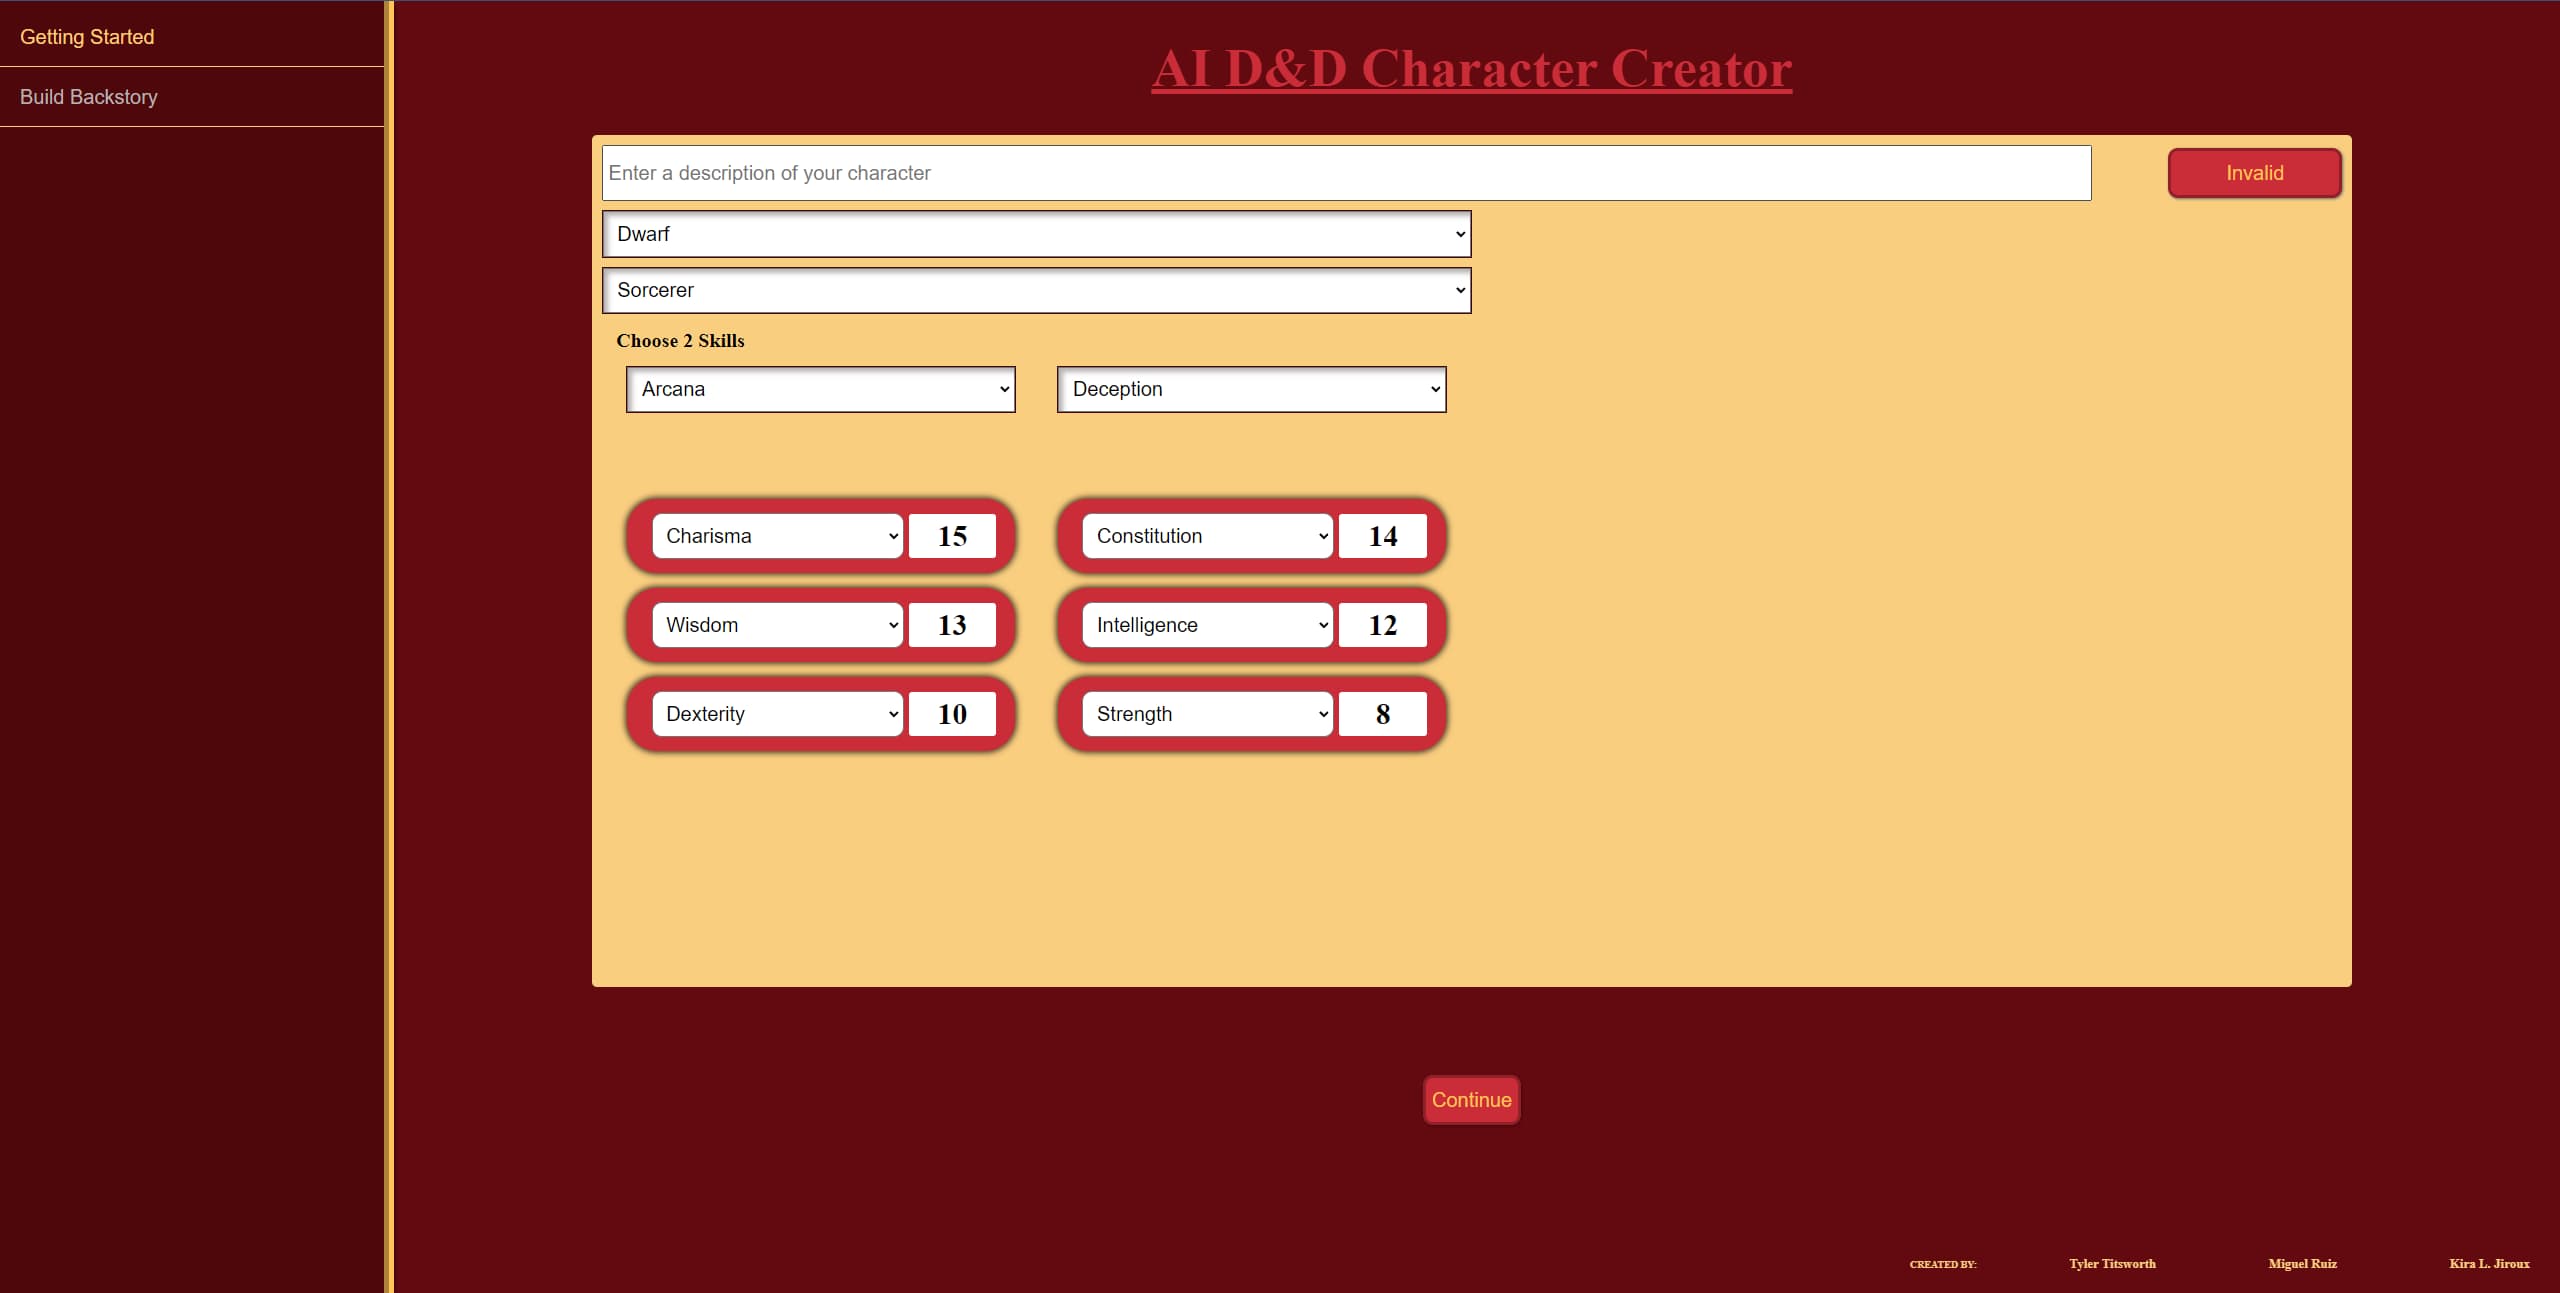 Getting Started
Build Backstory
AI D&D Character Creator
Enter a description of your character
Invalid
Dwarf
Sorcerer
Choose 2 Skills
Arcana
Deception
Charisma
15
Constitution
14
Wisdom
13
Intelligence
12
Dexterity
10
Strength
8
Continue
CREATED BY:
Tyler Titsworth
Miguel Ruiz
Kira L. Jiroux